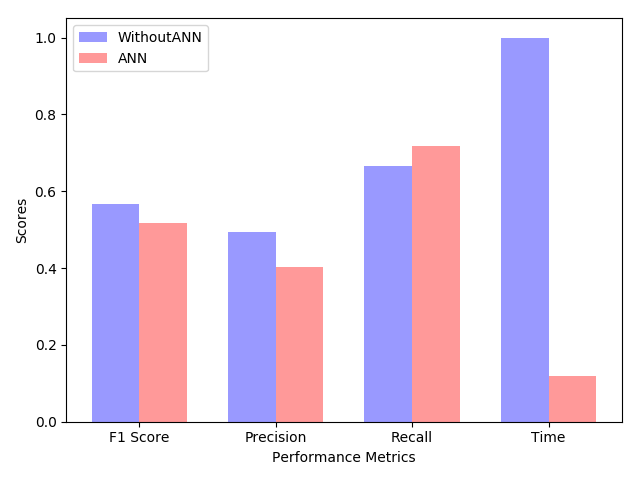 WithoutANN
ANN
1.0
0.8
0.6
0.4
0.2
0.0
Scores
F1 Score
Precision
Recall
Time
Performance Metrics